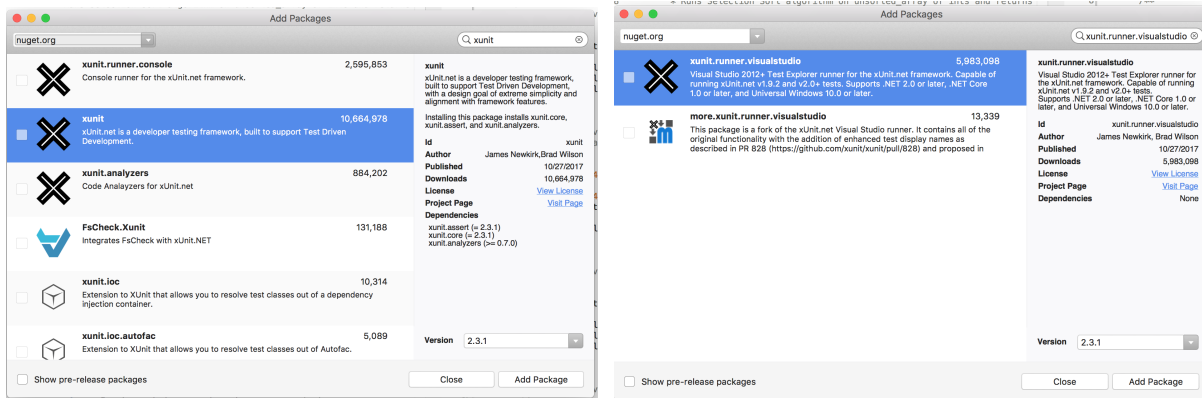 Add Packages
nuget.org
xunit
xunit.runner.console 2,595,853
Console runner for the xUnit.net framework.
xunit 10,664,978
xUnit.net is a developer testing framework, built to support Test Driven
Development.
xunit.analyzers 884,202
Code Analayzers for xUnit.net
FsCheck.Xunit 131,188
Integrates FsCheck with xUnit.NET
xunit.ioc 10,314
Extension to XUnit that allows you to resolve test classes out of a dependency
injection container.
xunit.ioc.autofac 5,089
Extension to XUnit that allows you to resolve test classes out of Autofac.
xunit
xUnit.net is a developer testing framework,
built to support Test Driven Development,
with a design goal of extreme simplicity and
alignment with framework features.
Installing this package installs xunit.core,
xunit.assert, and xunit.analyzers.
Id xunit
Author James Newkirk,Brad Wilson
Published 10/27/2017
Downloads 10,664,978
License View License
Project Page Visit Page
Dependencies
xunit.assert (= 2.3.1)
xunit.core (= 2.3.1)
xunit.analyzers (>= 0.7.0)
Version 2.3.1
Show pre-release packages
Close
Add Package
Add Packages
nuget.org
xunit.runner.visualstudio
xunit.runner.visualstudio 5,983,098
Visual Studio 2012+ Test Explorer runner for the xUnit.net framework. Capable of
running xUnit.net v1.9.2 and v2.0+ tests. Supports .NET 2.0 or later, .NET Core
1.0 or later, and Universal Windows 10.0 or later.
more.xunit.runner.visualstudio 13,339
This package is a fork of the xUnit.net Visual Studio runner. It contains all of the
original functionality with the addition of enhanced test display names as
described in PR 828 (https://github.com/xunit/xunit/pull/828) and proposed in
xunit.runner.visualstudio
Visual Studio 2012+ Test Explorer runner for
the xUnit.net framework. Capable of running
xUnit.net v1.9.2 and v2.0+ tests.
Supports .NET 2.0 or later, .NET Core 1.0 or
later, and Universal Windows 10.0 or later.
Id xunit.runner.visualstudio
Author James Newkirk,Brad Wilson
Published 10/27/2017
Downloads 5,983,098
License View License
Project Page Visit Page
Dependencies None
Version 2.3.1
Show pre-release packages
Close
Add Package